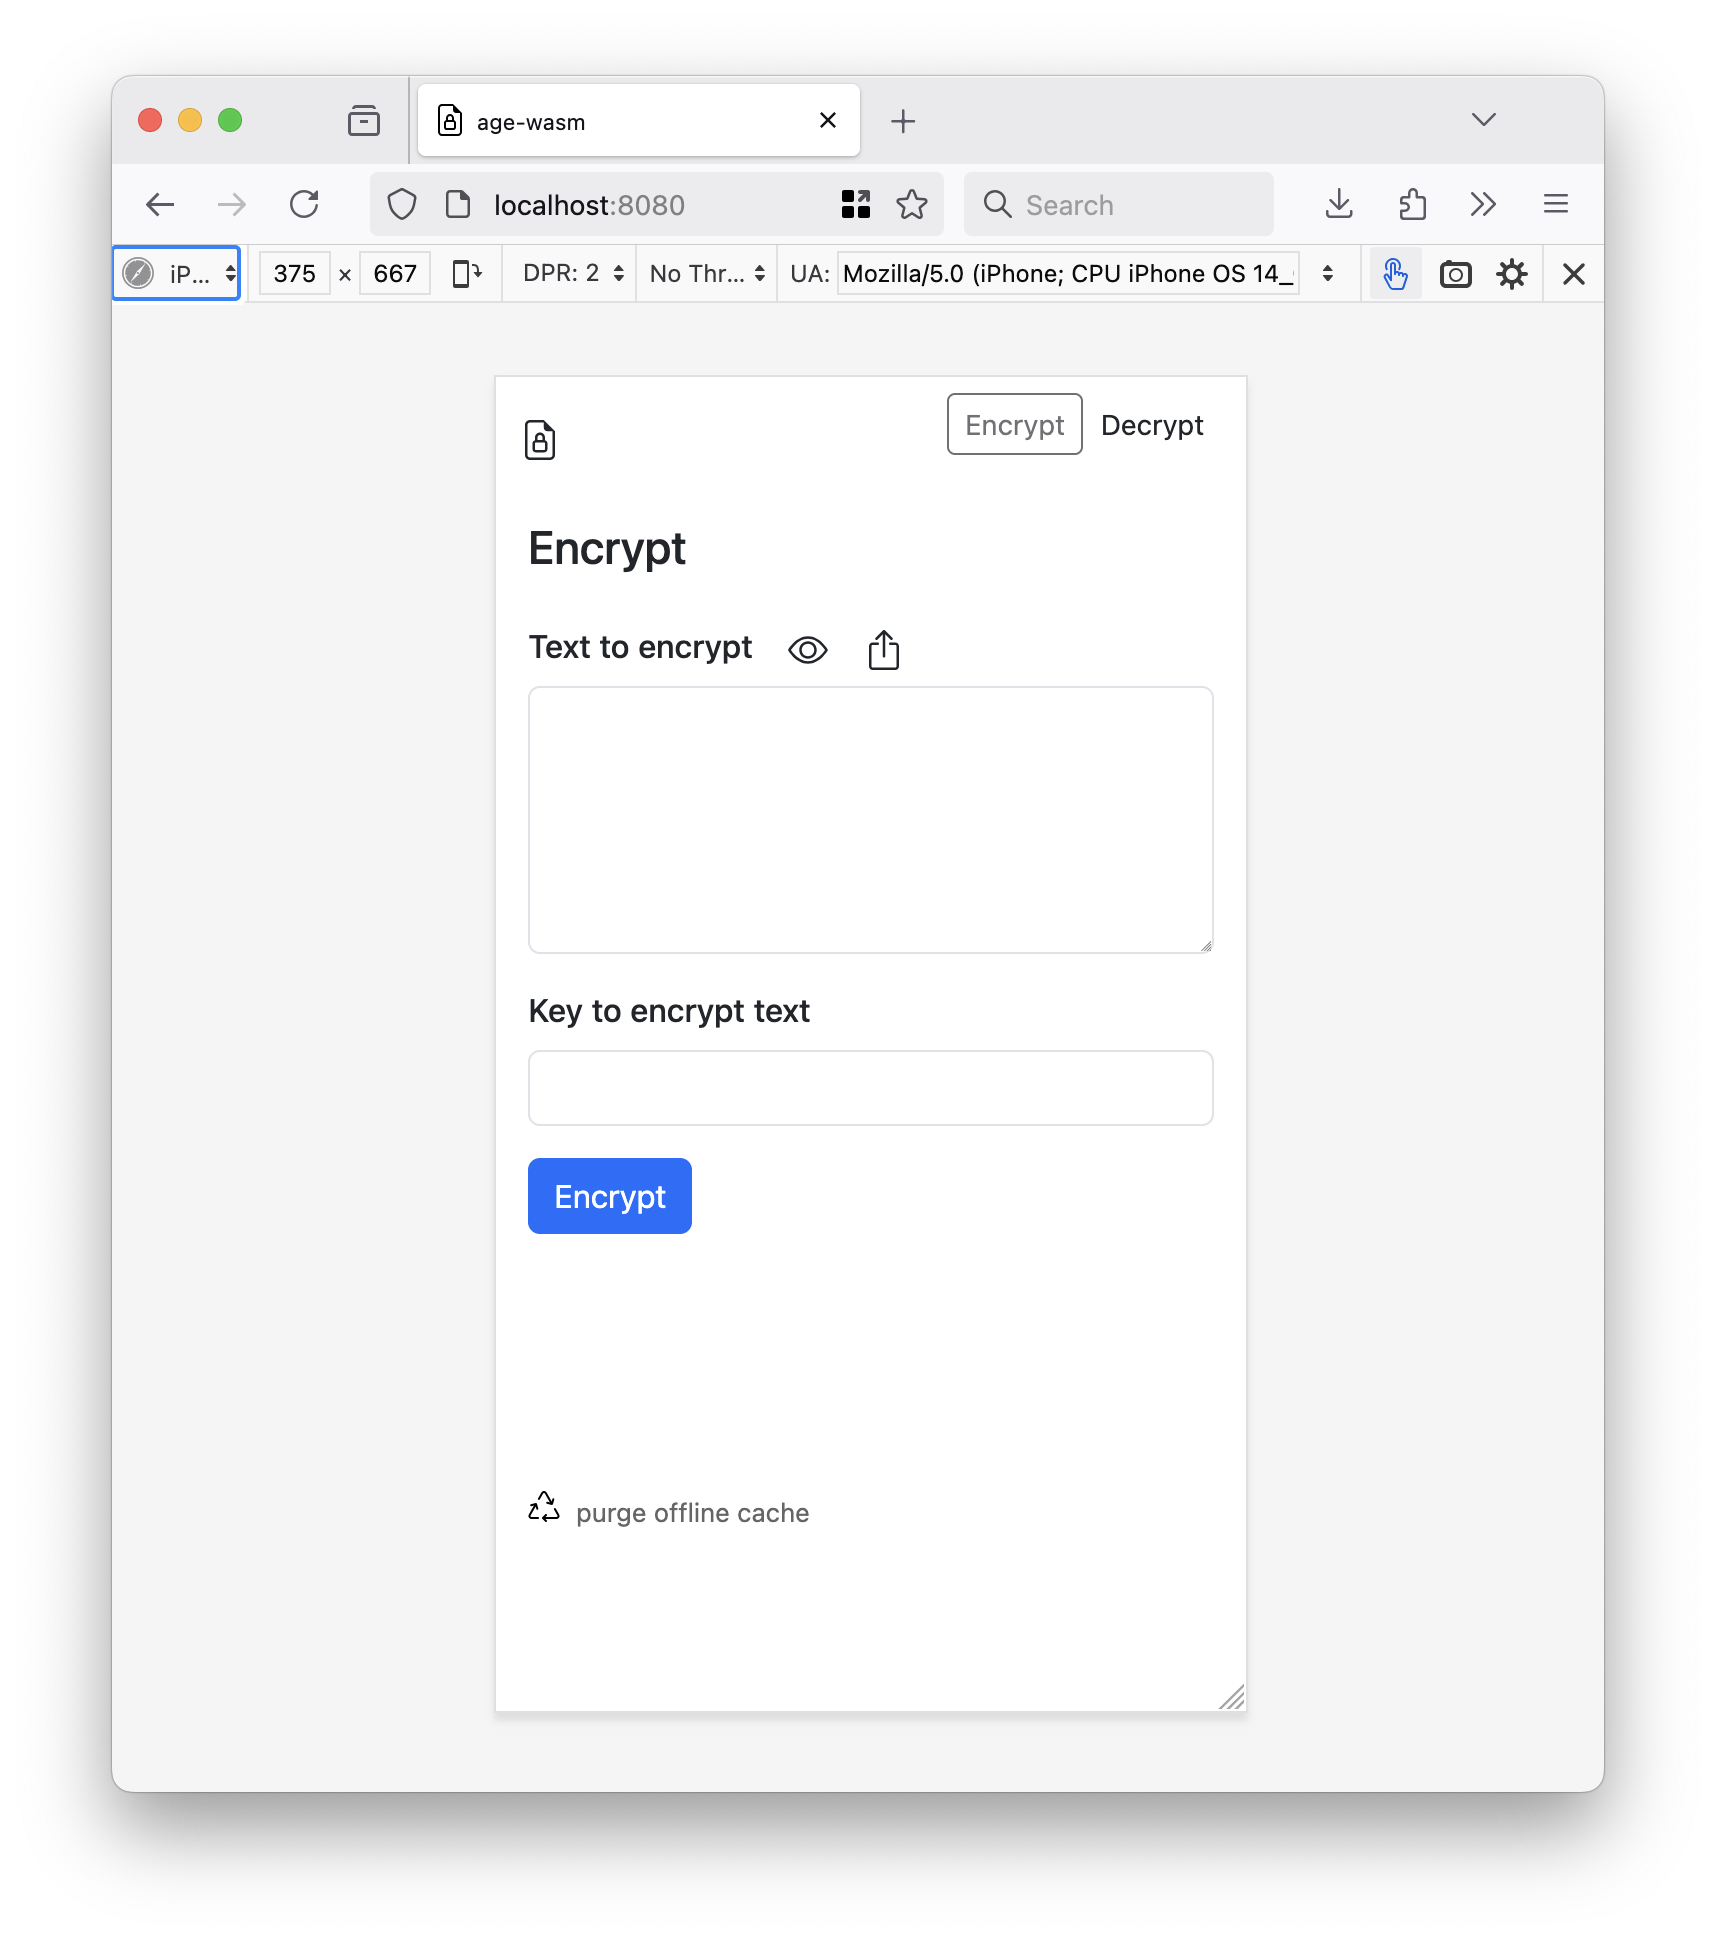 age-wasm
localhost:8080
Search
iP...
375 × 667
DPR: 2
No Thr...
UA: Mozilla/5.0 (iPhone; CPU iPhone OS 14_
Encrypt
Decrypt
Encrypt
Text to encrypt
Key to encrypt text
Encrypt
purge offline cache